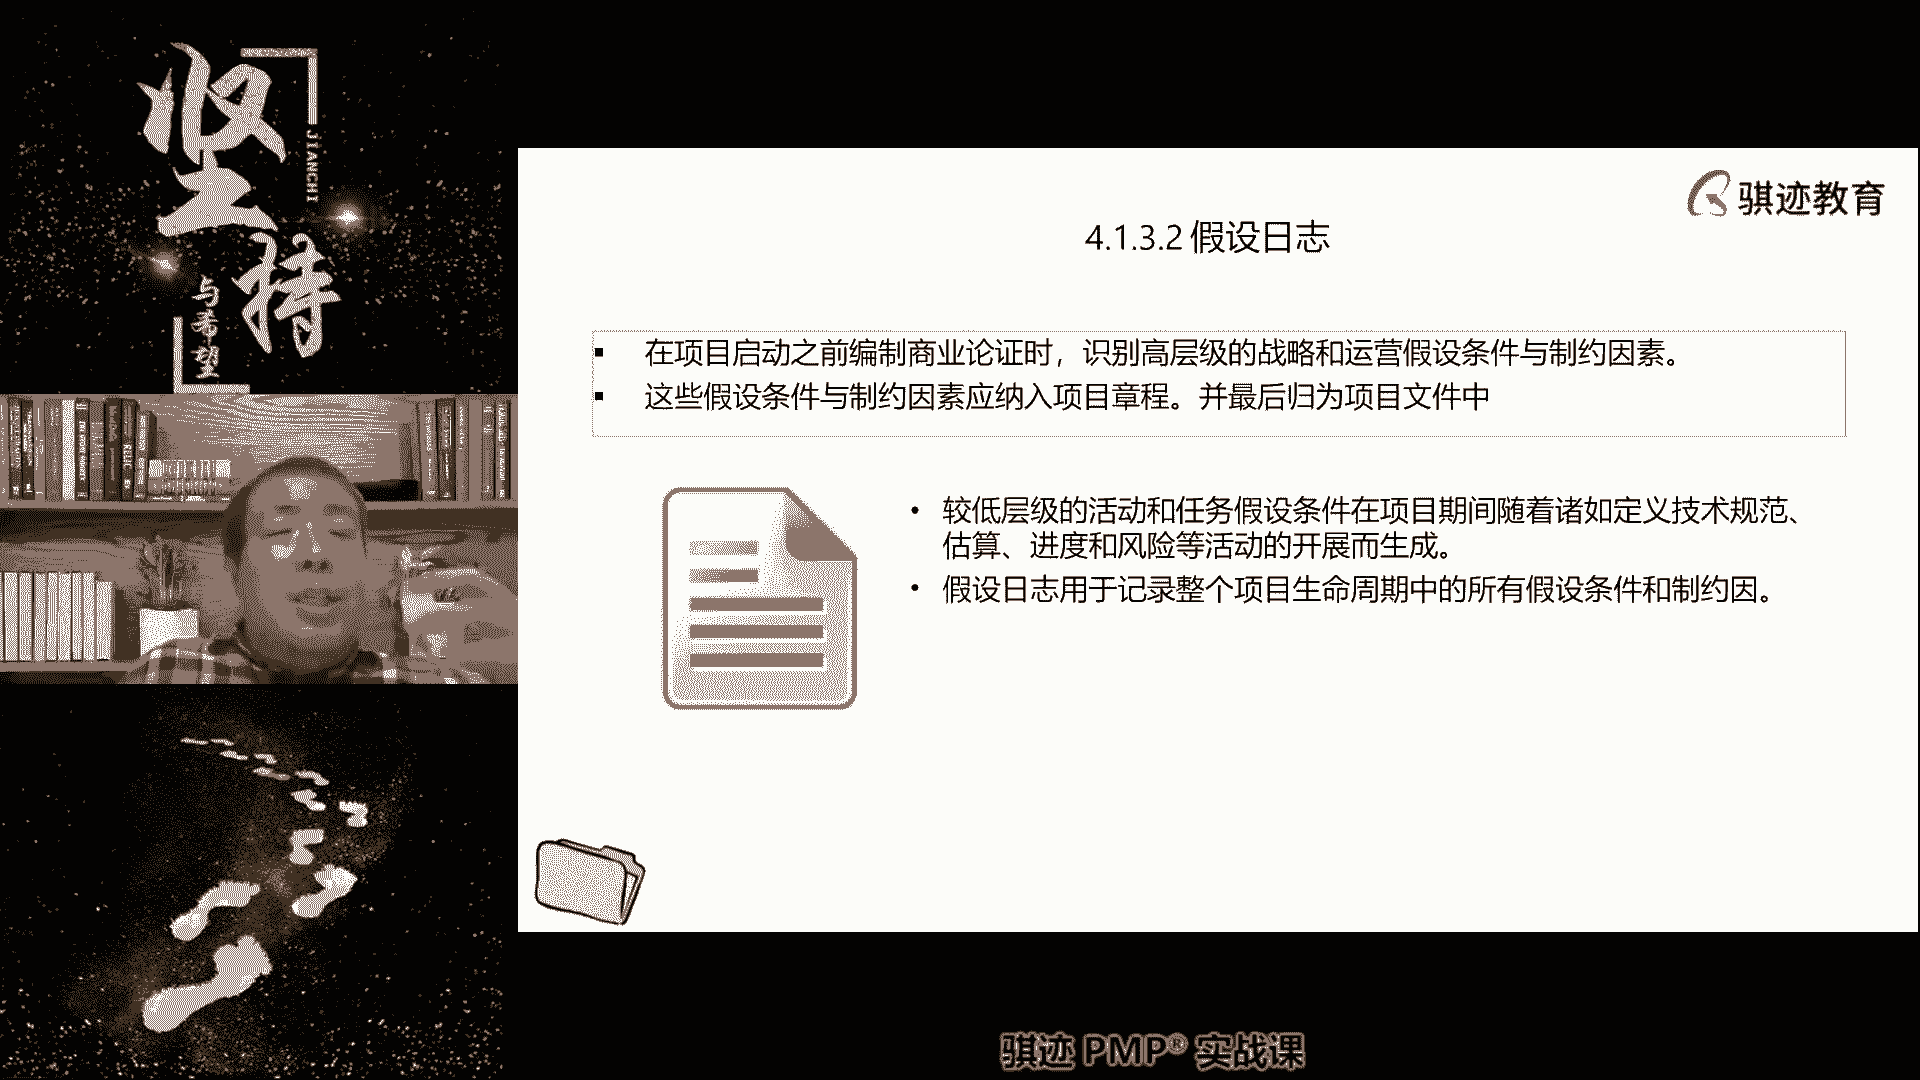 坚持
JIANCHI
与希望
骐迹教育
4.1.3.2 假设日志
▪ 在项目启动之前编制商业论证时，识别高层级的战略和运营假设条件与制约因素。
▪ 这些假设条件与制约因素应纳入项目章程。并最后归为项目文件中
• 较低层级的活动和任务假设条件在项目期间随着诸如定义技术规范、
估算、进度和风险等活动的开展而生成。
• 假设日志用于记录整个项目生命周期中的所有假设条件和制约因。
骐迹 PMP® 实战课